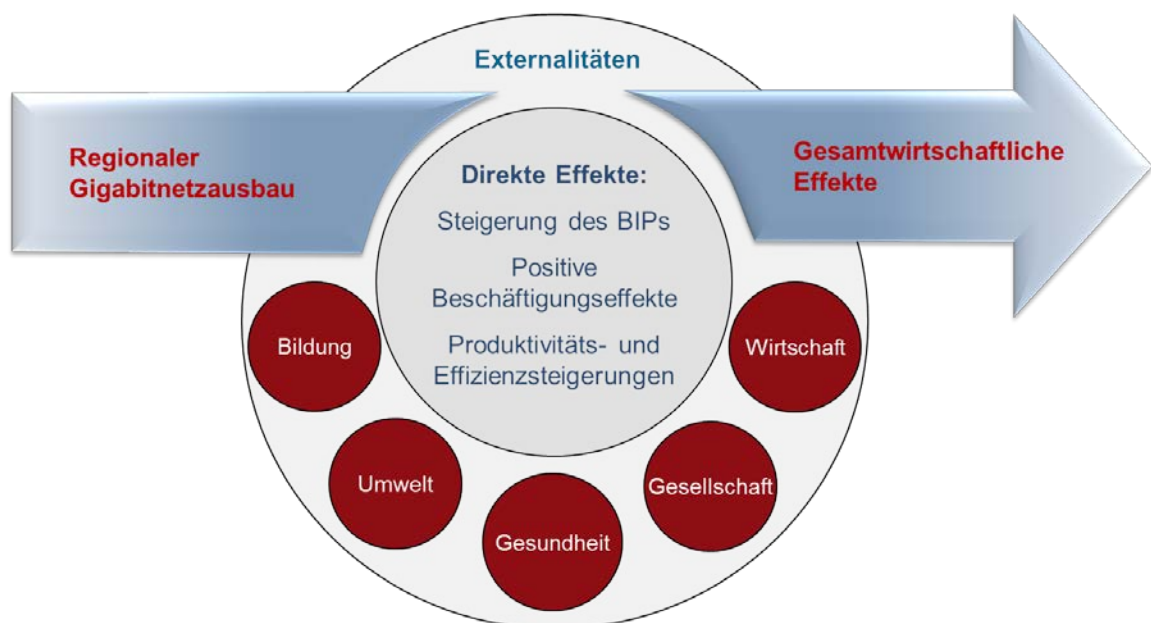 Externalitäten
Regionaler
Gigabitnetzausbau
Direkte Effekte:
Steigerung des BIPs
Positive
Beschäftigungseffekte
Produktivitäts- und
Effizienzsteigerungen
Gesamtwirtschaftliche
Effekte
Bildung
Umwelt
Gesundheit
Gesellschaft
Wirtschaft